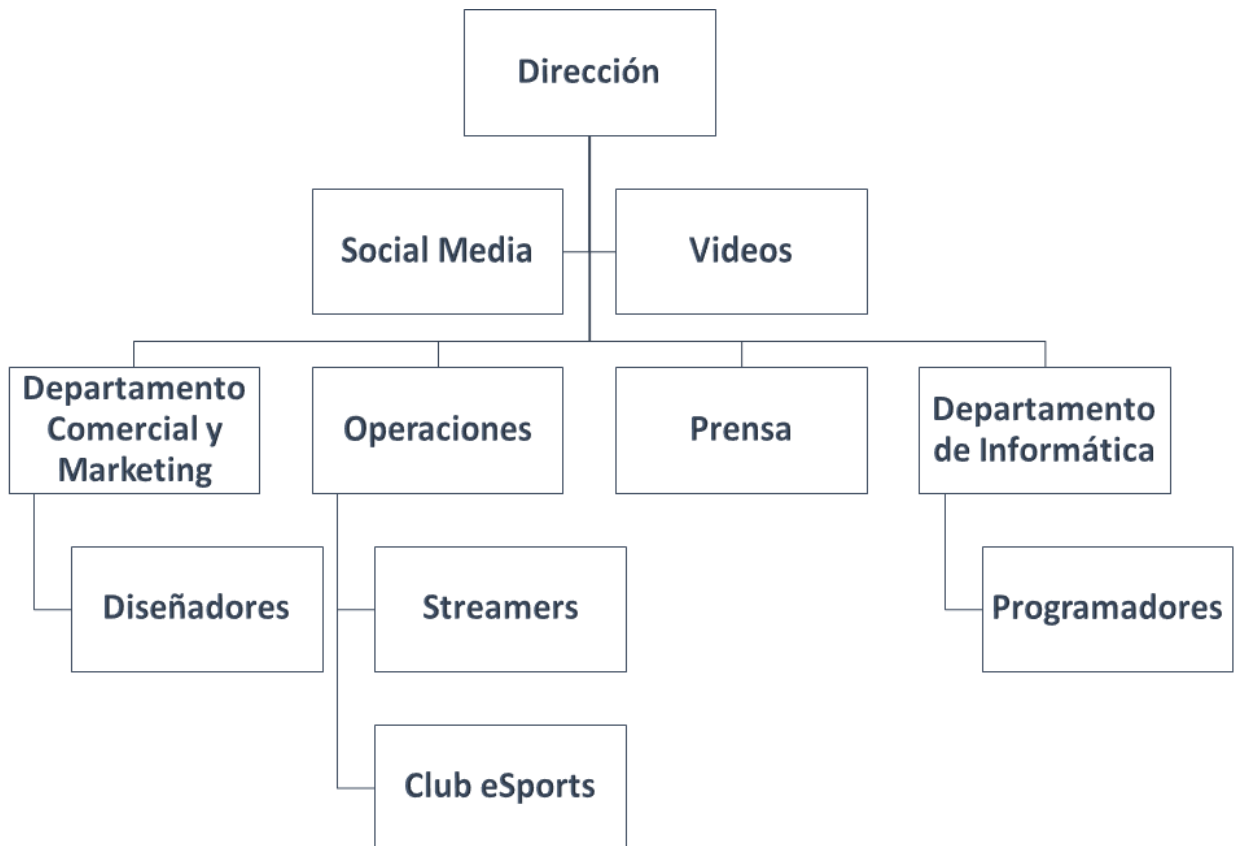 Dirección
Social Media
Videos
Departamento
Comercial y
Marketing
Operaciones
Prensa
Departamento
de Informática
Diseñadores
Streamers
Programadores
Club eSports